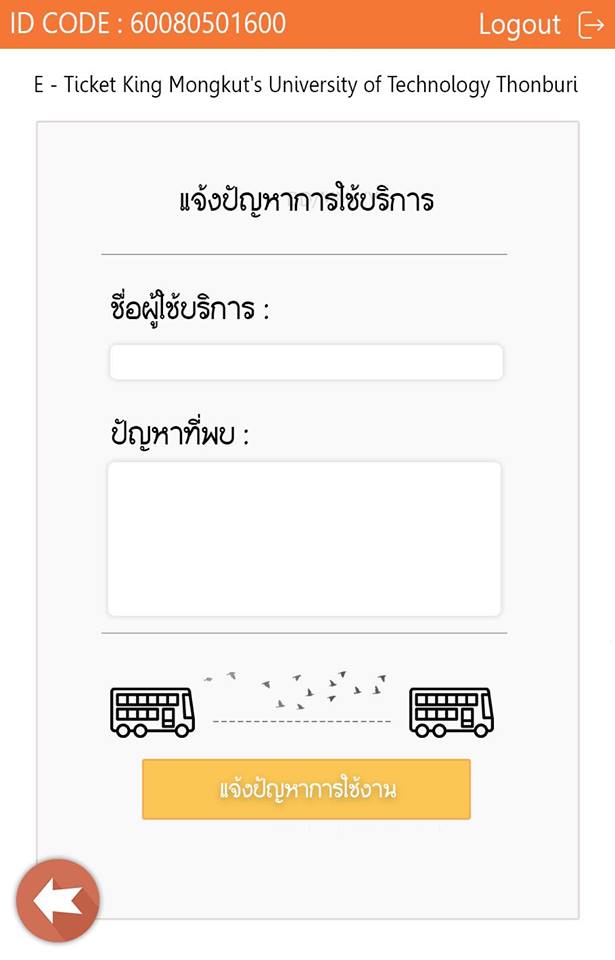 ID CODE : 60080501600
Logout
E - Ticket King Mongkut's University of Technology Thonburi
แจ้งปัญหาการใช้บริการ
ชื่อผู้ใช้บริการ :
ปัญหาที่พบ :
แจ้งปัญหาการใช้งาน